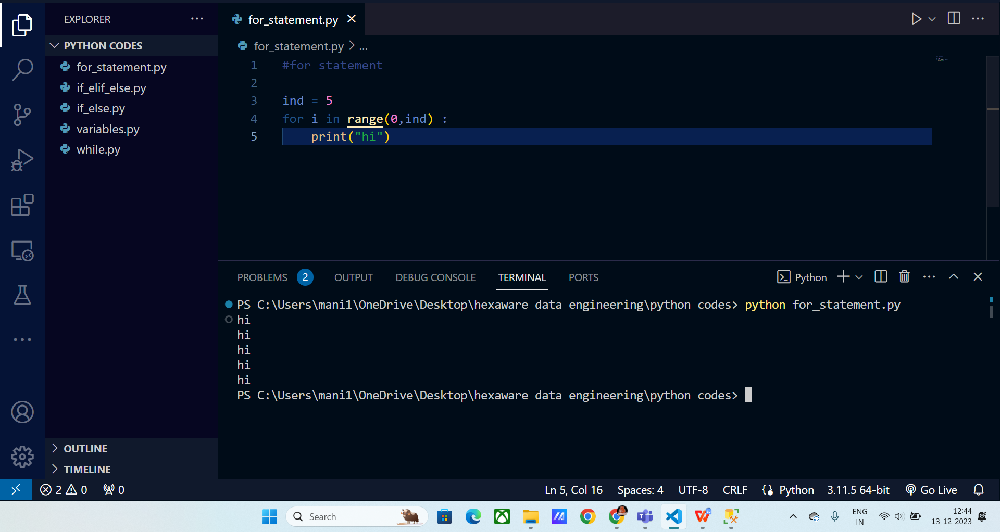 EXPLORER
PYTHON CODES
for_statement.py
if_elif_else.py
if_else.py
variables.py
while.py
OUTLINE
TIMELINE
for_statement.py
for_statement.py > ...
1 #for statement
2
3 ind = 5
4 for i in range(0,ind) :
5     print("hi")
PROBLEMS 2 OUTPUT DEBUG CONSOLE TERMINAL PORTS Python
PS C:\Users\mani1\OneDrive\Desktop\hexaware data engineering\python codes> python for_statement.py
hi
hi
hi
hi
hi
PS C:\Users\mani1\OneDrive\Desktop\hexaware data engineering\python codes>
2 0 0 Ln 5, Col 16 Spaces: 4 UTF-8 CRLF Python 3.11.5 64-bit Go Live
Search
ENG
IN
12:44
13-12-2023